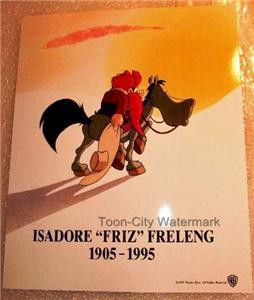 Toon-City Watermark
ISADORE "FRIZ" FRELENG
1905-1995